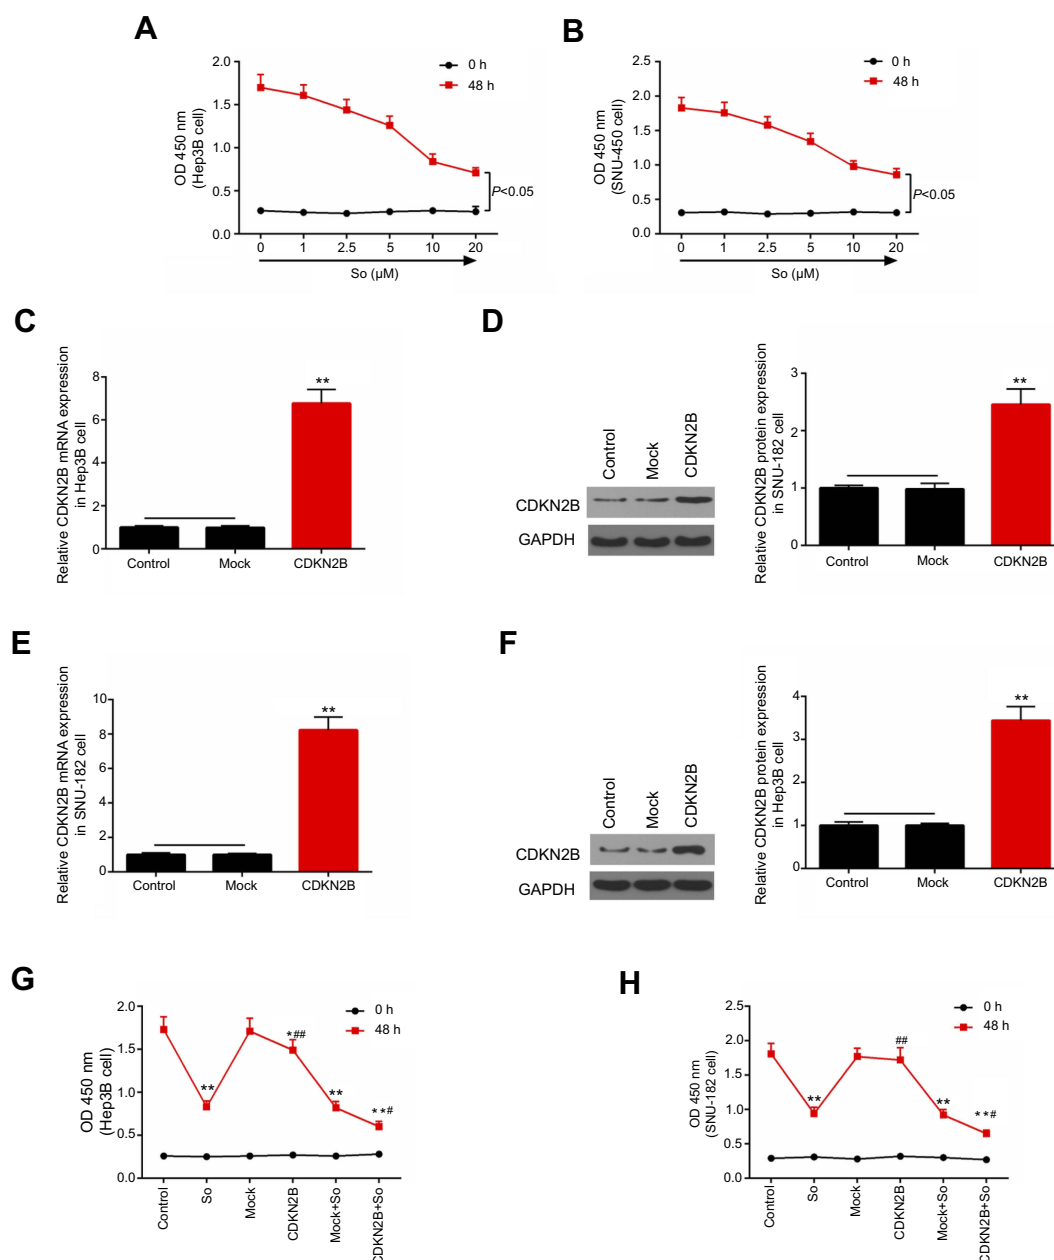 A
OD 450 nm
(Hep3B cell)
2.0
1.5
1.0
0.5
0.0
0 h
48 h
P<0.05
0 1 2.5 5 10 20
So (μM)
B
OD 450 nm
(SNU-450 cell)
2.5
2.0
1.5
1.0
0.5
0.0
0 h
48 h
P<0.05
0 1 2.5 5 10 20
So (μM)
C
Relative CDKN2B mRNA expression
in Hep3B cell
8
6
4
2
0
**
Control Mock CDKN2B
D
Control
Mock
CDKN2B
CDKN2B
GAPDH
Relative CDKN2B protein expression
in SNU-182 cell
3
2
1
0
**
Control Mock CDKN2B
E
Relative CDKN2B mRNA expression
in SNU-182 cell
10
8
6
4
2
0
**
Control Mock CDKN2B
F
Control
Mock
CDKN2B
CDKN2B
GAPDH
Relative CDKN2B protein expression
in Hep3B cell
4
3
2
1
0
**
Control Mock CDKN2B
G
OD 450 nm
(Hep3B cell)
2.0
1.5
1.0
0.5
0.0
0 h
48 h
**
*##
**
**#
Control
So
Mock
CDKN2B
Mock+So
CDKN2B+So
H
OD 450 nm
(SNU-182 cell)
2.5
2.0
1.5
1.0
0.5
0.0
0 h
48 h
**
##
**
**#
Control
So
Mock
CDKN2B
Mock+So
CDKN2B+So